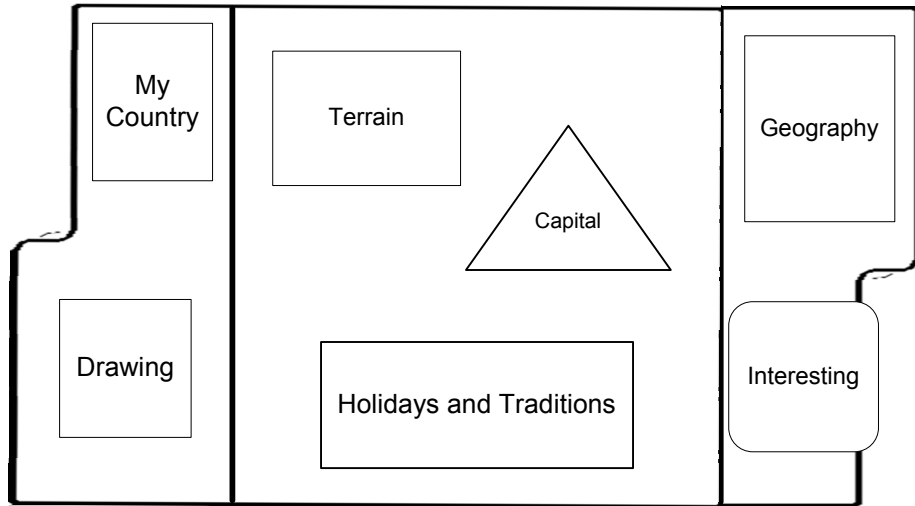 My
Country
Terrain
Geography
Capital
Drawing
Holidays and Traditions
Interesting